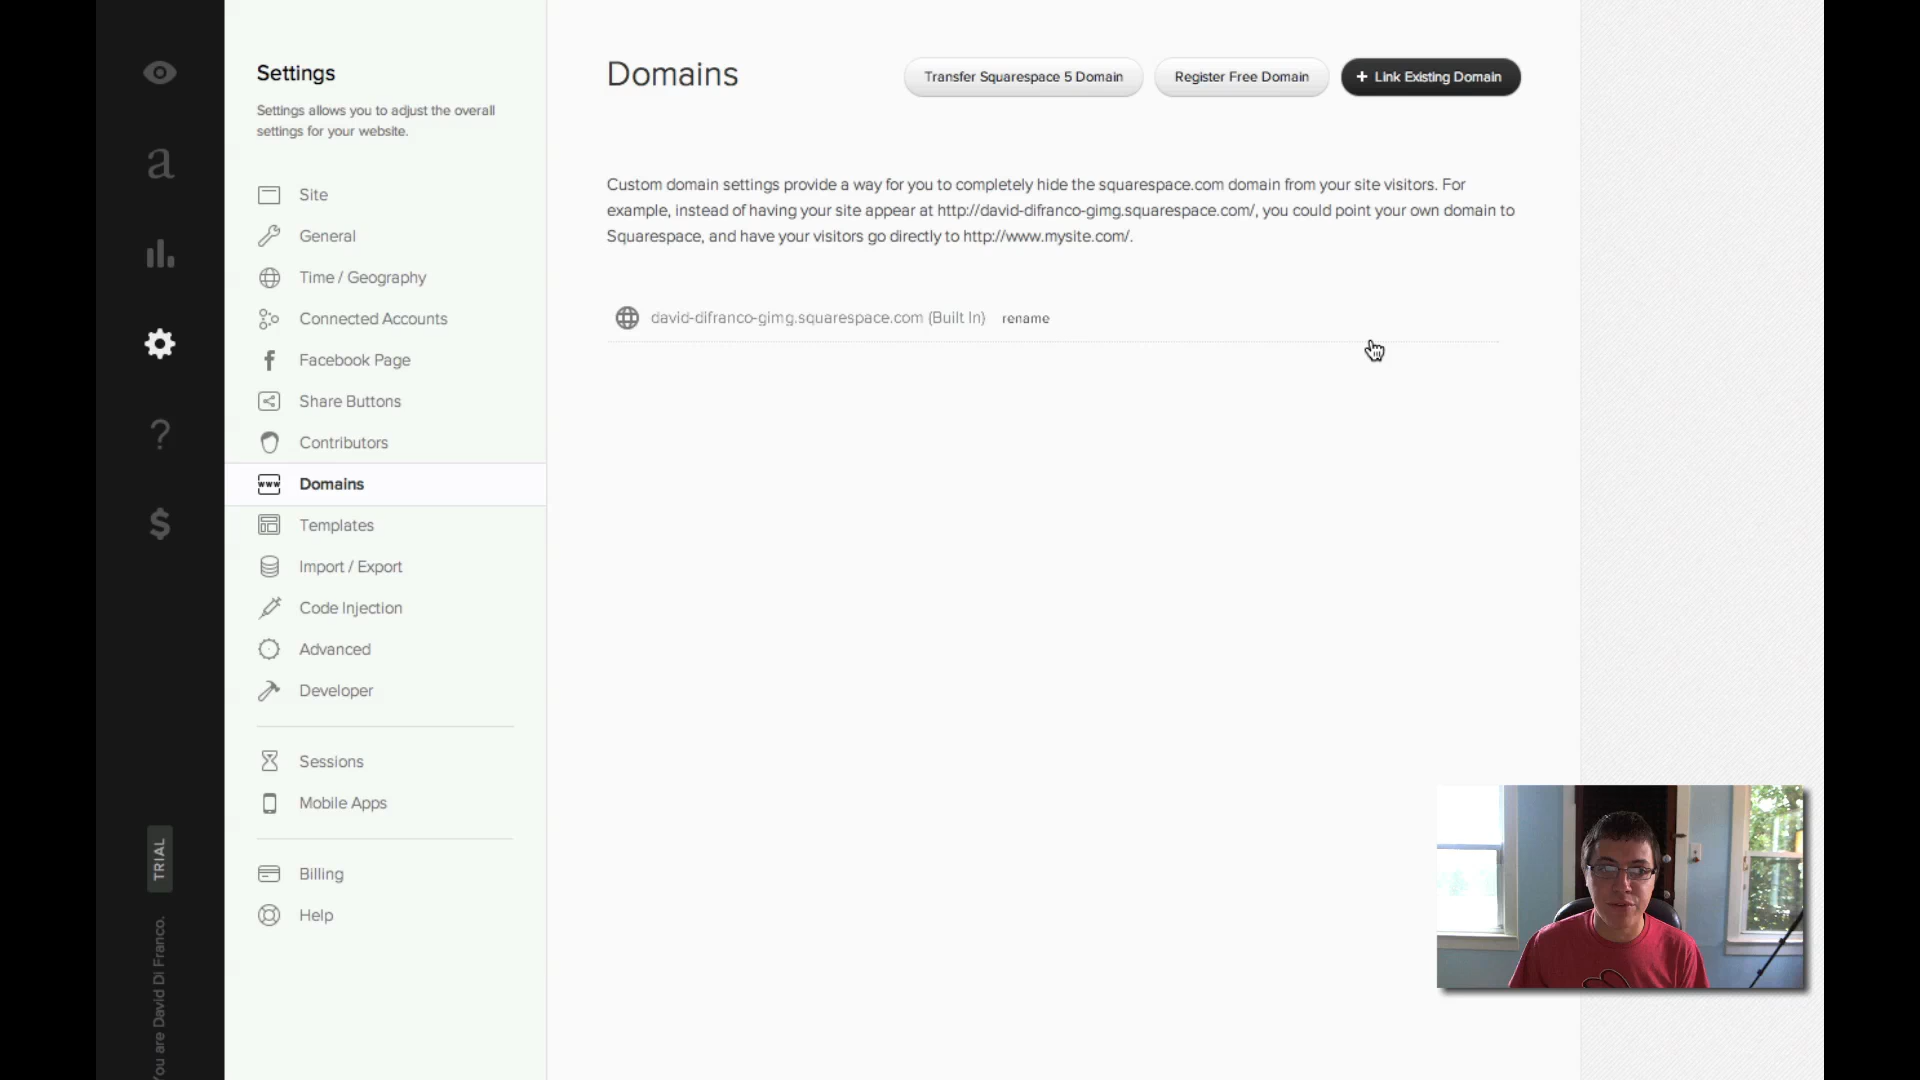 Settings
Settings allows you to adjust the overall
settings for your website.
Site
General
Time / Geography
Connected Accounts
Facebook Page
Share Buttons
Contributors
www
Domains
Templates
Import / Export
Code Injection
Advanced
Developer
Sessions
Mobile Apps
Billing
Help
TRIAL
You are David Di Franco.
Domains
Transfer Squarespace 5 Domain
Register Free Domain
+ Link Existing Domain
Custom domain settings provide a way for you to completely hide the squarespace.com domain from your site visitors. For
example, instead of having your site appear at http://david-difranco-gimg.squarespace.com/, you could point your own domain to
Squarespace, and have your visitors go directly to http://www.mysite.com/.
david-difranco-gimg.squarespace.com (Built In) rename